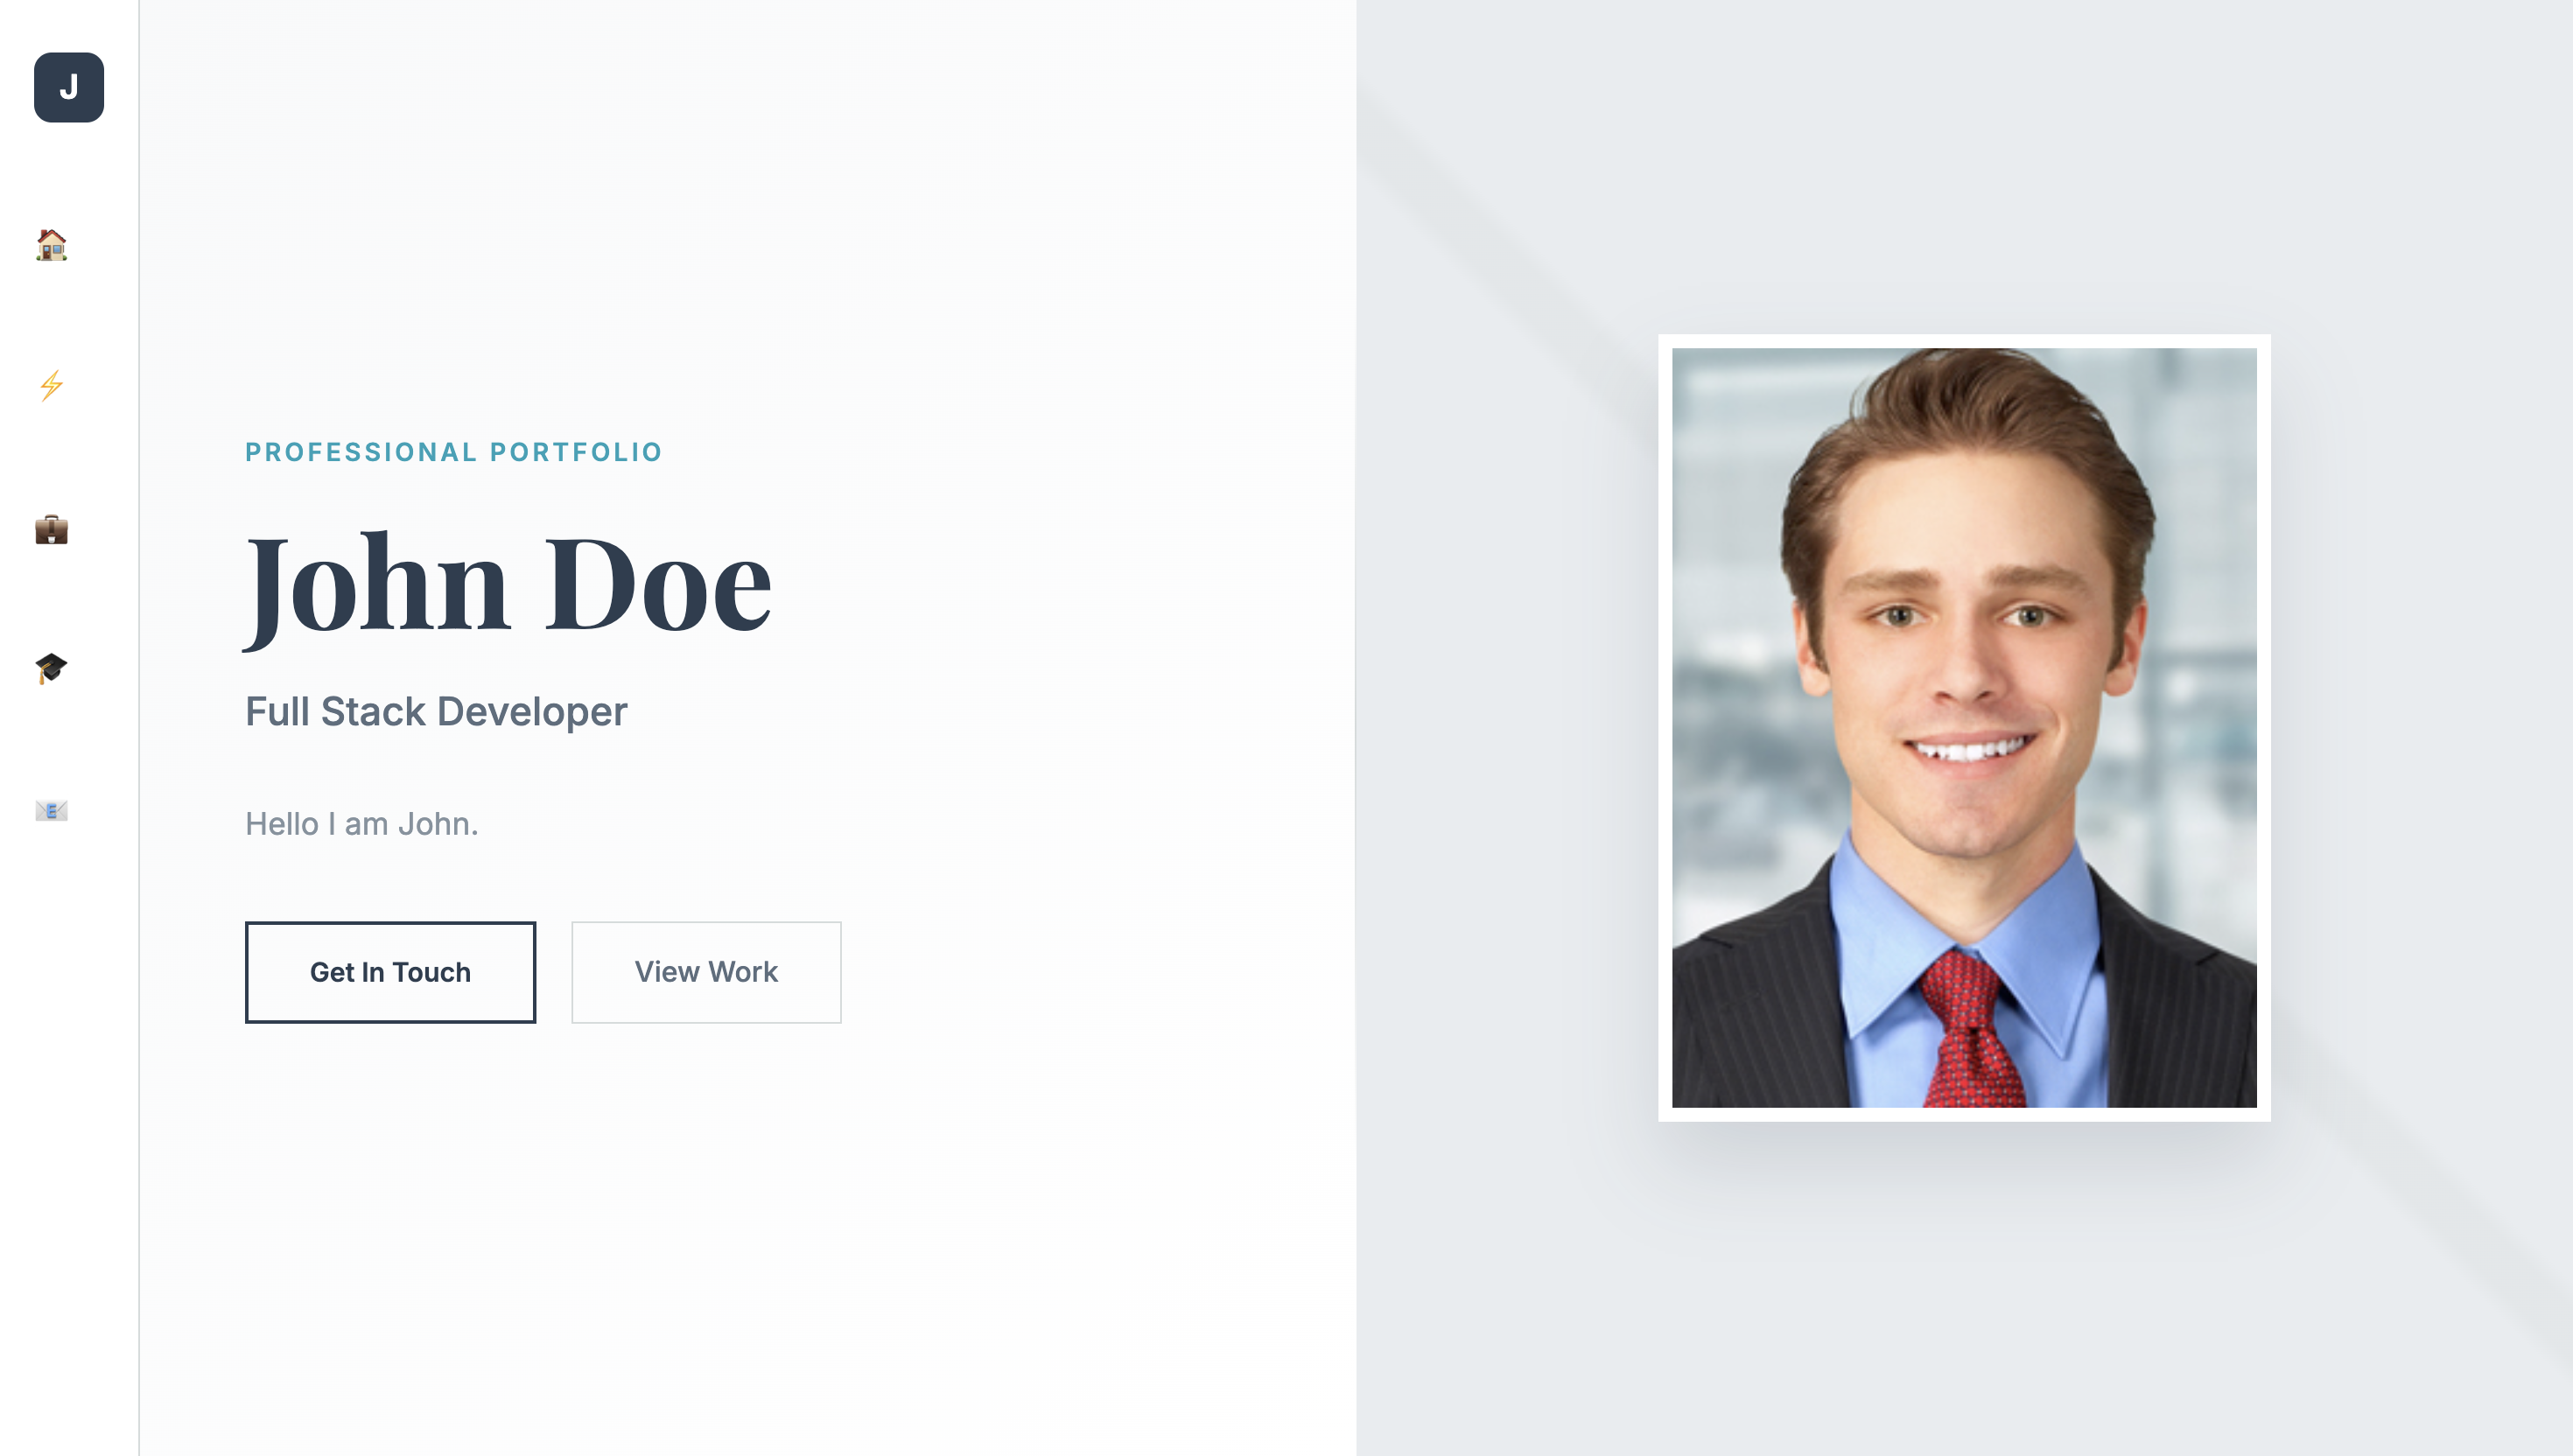 J
PROFESSIONAL PORTFOLIO
John Doe
Full Stack Developer
Hello I am John.
Get In Touch
View Work